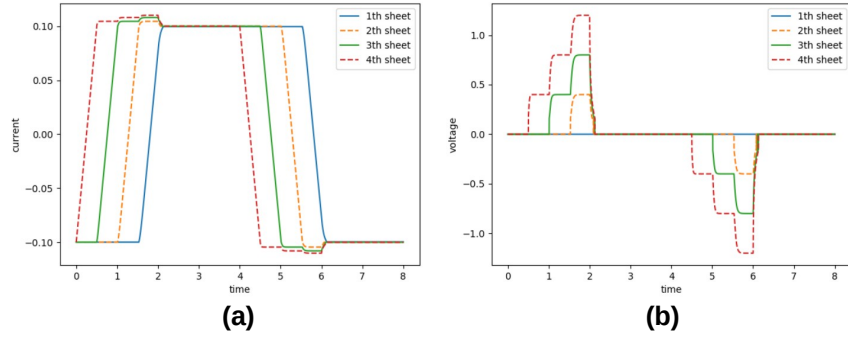 1th sheet
2th sheet
3th sheet
4th sheet
0.10
0.05
0.00
−0.05
−0.10
current
0 1 2 3 4 5 6 7 8
time
(a)
1th sheet
2th sheet
3th sheet
4th sheet
1.0
0.5
0.0
−0.5
−1.0
voltage
0 1 2 3 4 5 6 7 8
time
(b)